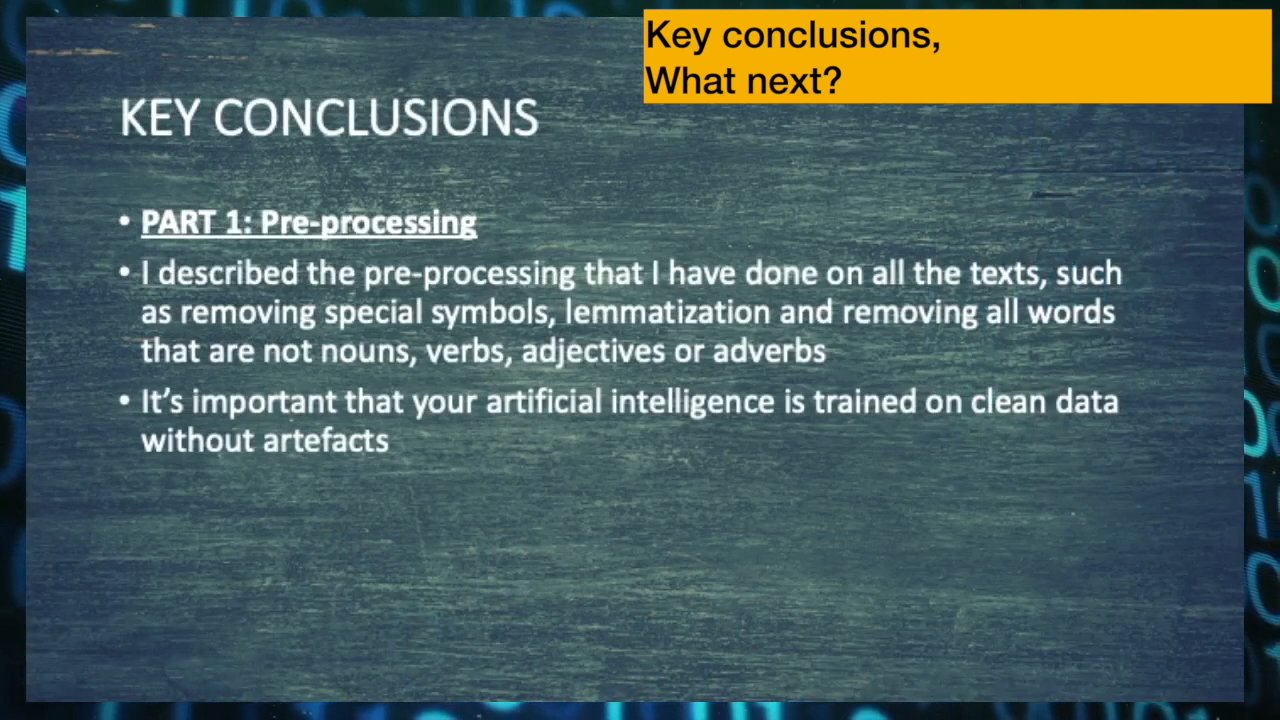 Key conclusions,
What next?
KEY CONCLUSIONS
• PART 1: Pre-processing
• I described the pre-processing that I have done on all the texts, such
as removing special symbols, lemmatization and removing all words
that are not nouns, verbs, adjectives or adverbs
• It’s important that your artificial intelligence is trained on clean data
without artefacts